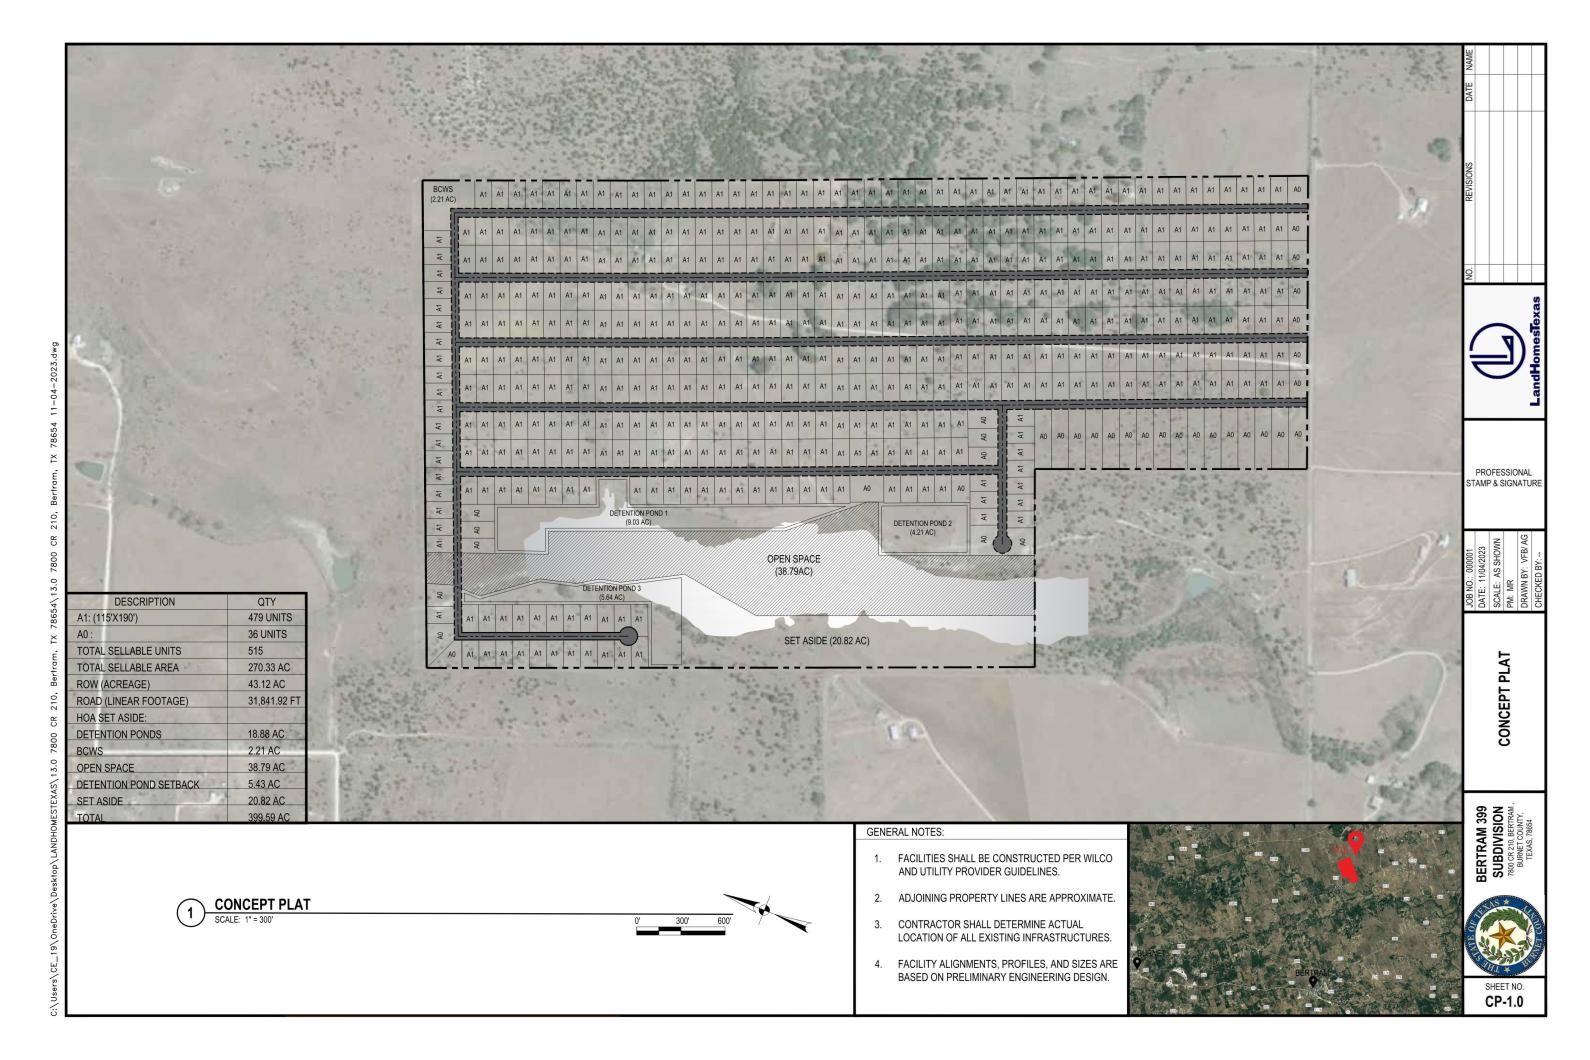 NAME
DATE
REVISIONS
NO.
LandHomesTexas
PROFESSIONAL
STAMP & SIGNATURE
JOB NO.: 000001
DATE: 11/04/2023
SCALE: AS SHOWN
PM: MR
DRAWN BY: VFB/ AG
CHECKED BY: --
CONCEPT PLAT
BERTRAM 399
SUBDIVISION
7800 CR 210, BERTRAM,
BURNET COUNTY,
TEXAS, 78654
THE STATE OF TEXAS
BURNET COUNTY
SHEET NO.
CP-1.0
C:\Users\CE_19\OneDrive\Desktop\LANDHOMESTEXAS\13.0 7800 CR 210, Bertram, TX 78654\13.0 7800 CR 210, Bertram, TX 78654 11-04-2023.dwg
BCWS
(2.21 AC)
A1
A0
DETENTION POND 1
(9.03 AC)
DETENTION POND 2
(4.21 AC)
OPEN SPACE
(38.79AC)
DETENTION POND 3
(5.64 AC)
SET ASIDE (20.82 AC)
DESCRIPTION QTY
A1: (115'X190') 479 UNITS
A0 : 36 UNITS
TOTAL SELLABLE UNITS 515
TOTAL SELLABLE AREA 270.33 AC
ROW (ACREAGE) 43.12 AC
ROAD (LINEAR FOOTAGE) 31,841.92 FT
HOA SET ASIDE:
DETENTION PONDS 18.88 AC
BCWS 2.21 AC
OPEN SPACE 38.79 AC
DETENTION POND SETBACK 5.43 AC
SET ASIDE 20.82 AC
TOTAL 399.59 AC
1
CONCEPT PLAT
SCALE: 1" = 300'
0' 300' 600'
GENERAL NOTES:
1. FACILITIES SHALL BE CONSTRUCTED PER WILCO
AND UTILITY PROVIDER GUIDELINES.
2. ADJOINING PROPERTY LINES ARE APPROXIMATE.
3. CONTRACTOR SHALL DETERMINE ACTUAL
LOCATION OF ALL EXISTING INFRASTRUCTURES.
4. FACILITY ALIGNMENTS, PROFILES, AND SIZES ARE
BASED ON PRELIMINARY ENGINEERING DESIGN.
BURNET
BERTRAM